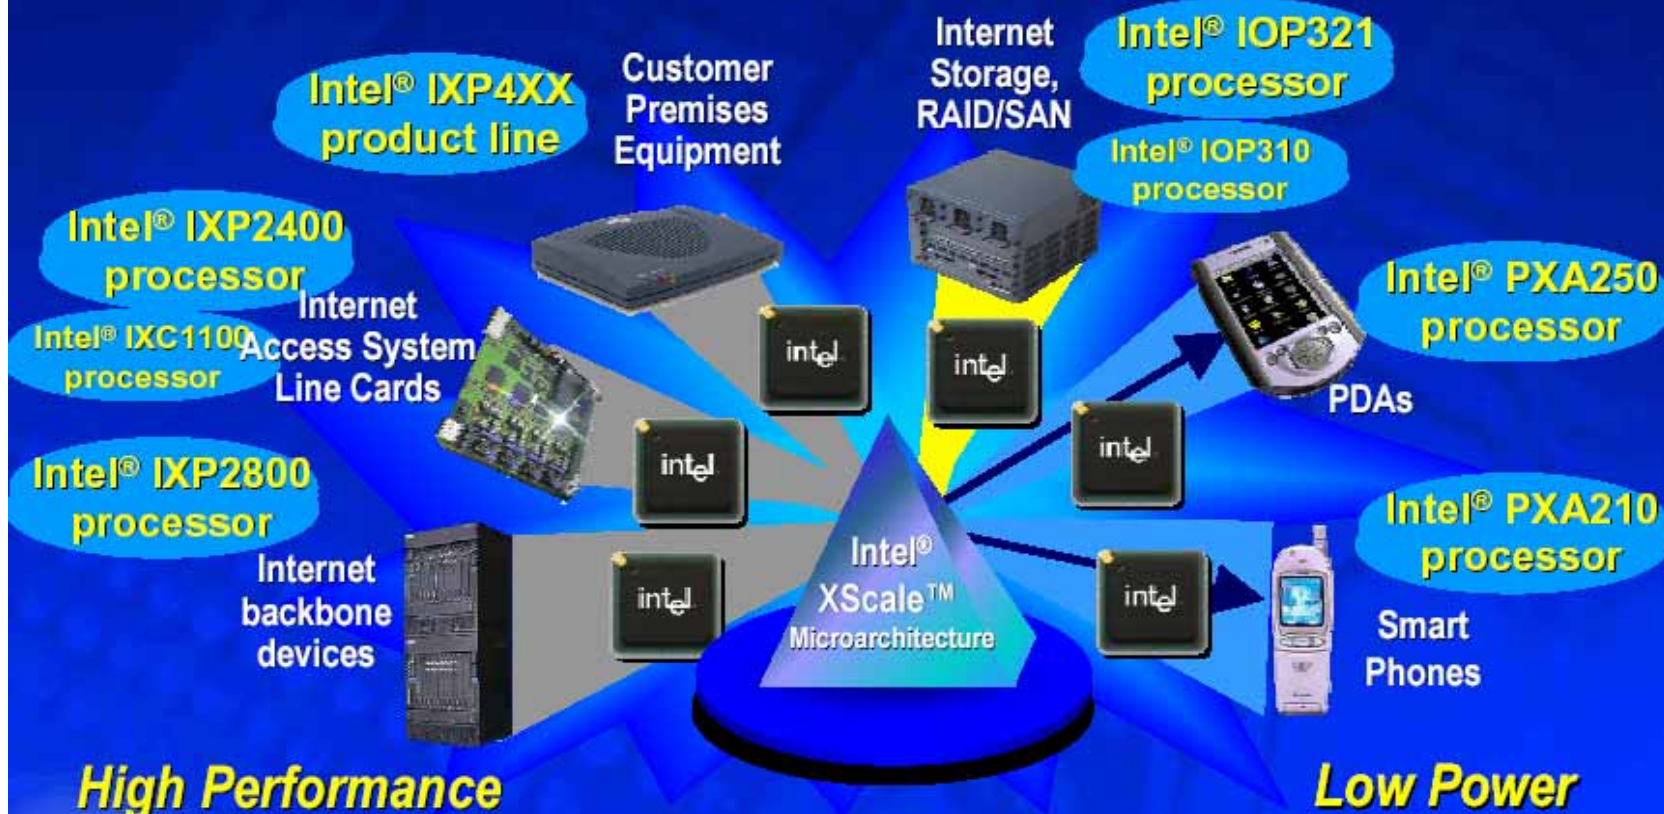 Intel® IXP4XX
product line
Customer
Premises
Equipment
Internet
Storage,
RAID/SAN
Intel® IOP321
processor
Intel® IOP310
processor
Intel® IXP2400
processor
Intel® IXC1100
processor
Internet
Access System
Line Cards
Intel® PXA250
processor
PDAs
Intel® IXP2800
processor
Internet
backbone
devices
Intel® PXA210
processor
Smart
Phones
intel
intel
intel
intel
intel
intel
Intel®
XScale™
Microarchitecture
High Performance
Low Power